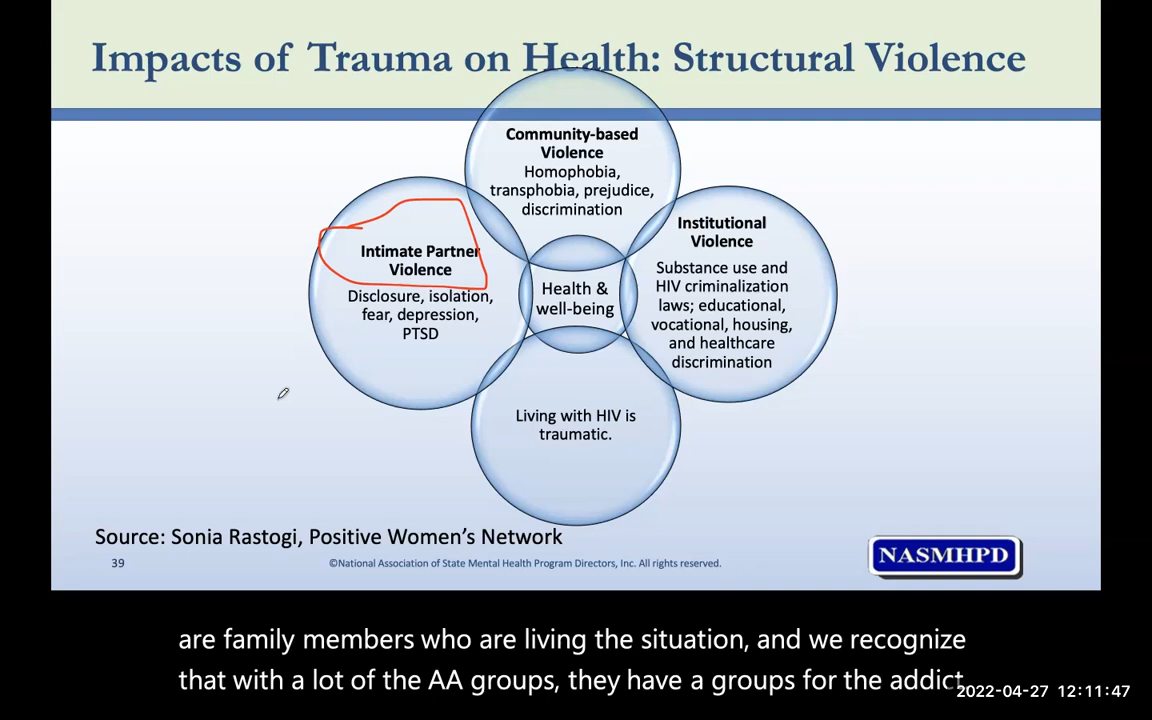 Impacts of Trauma on Health: Structural Violence
Community-based
Violence
Homophobia,
transphobia, prejudice,
discrimination
Intimate Partner
Violence
Disclosure, isolation,
fear, depression,
PTSD
Health &
well-being
Institutional
Violence
Substance use and
HIV criminalization
laws; educational,
vocational, housing,
and healthcare
discrimination
Living with HIV is
traumatic.
Source: Sonia Rastogi, Positive Women's Network
39
©National Association of State Mental Health Program Directors, Inc. All rights reserved.
NASMHPD
are family members who are living the situation, and we recognize
that with a lot of the AA groups, they have a groups for the addict
2022-04-27 12:11:47